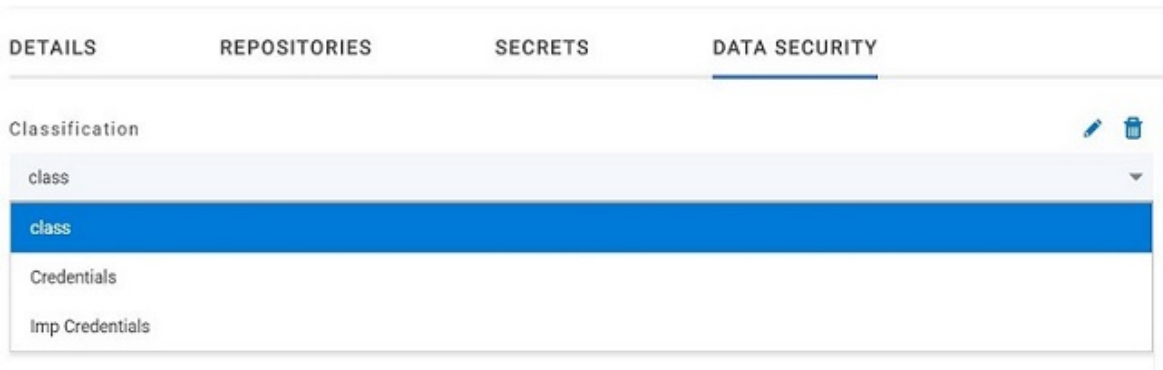 DETAILS REPOSITORIES SECRETS DATA SECURITY
Classification
class
class
Credentials
Imp Credentials